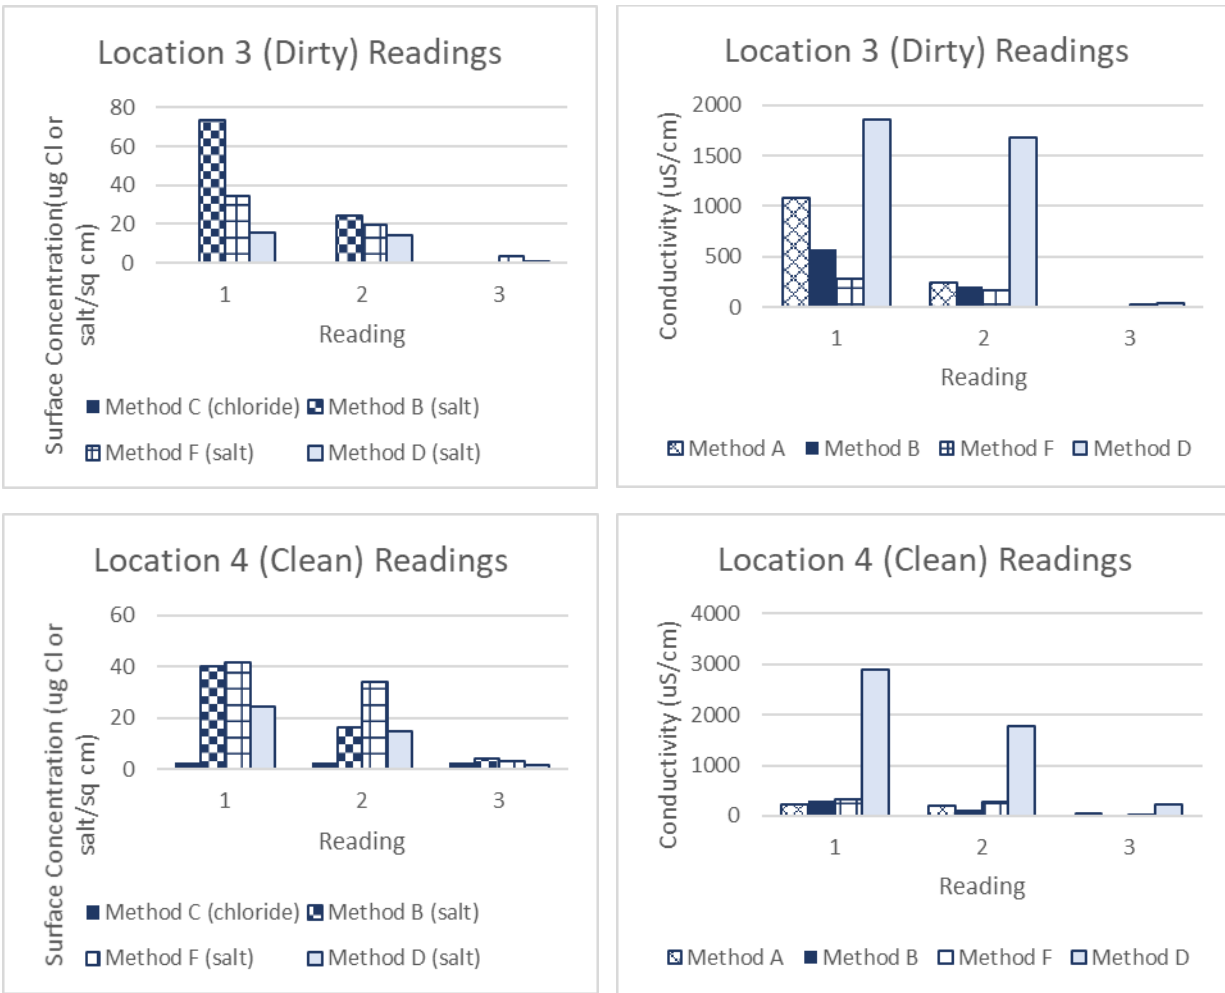 Location 3 (Dirty) Readings
Surface Concentration(ug Cl or
salt/sq cm)
80
60
40
20
0
1 2 3
Reading
Method C (chloride) Method B (salt)
Method F (salt) Method D (salt)
Location 3 (Dirty) Readings
Conductivity (uS/cm)
2000
1500
1000
500
0
1 2 3
Reading
Method A Method B Method F Method D
Location 4 (Clean) Readings
Surface Concentration (ug Cl or
salt/sq cm)
60
40
20
0
1 2 3
Reading
Method C (chloride) Method B (salt)
Method F (salt) Method D (salt)
Location 4 (Clean) Readings
Conductivity (uS/cm)
4000
3000
2000
1000
0
1 2 3
Reading
Method A Method B Method F Method D